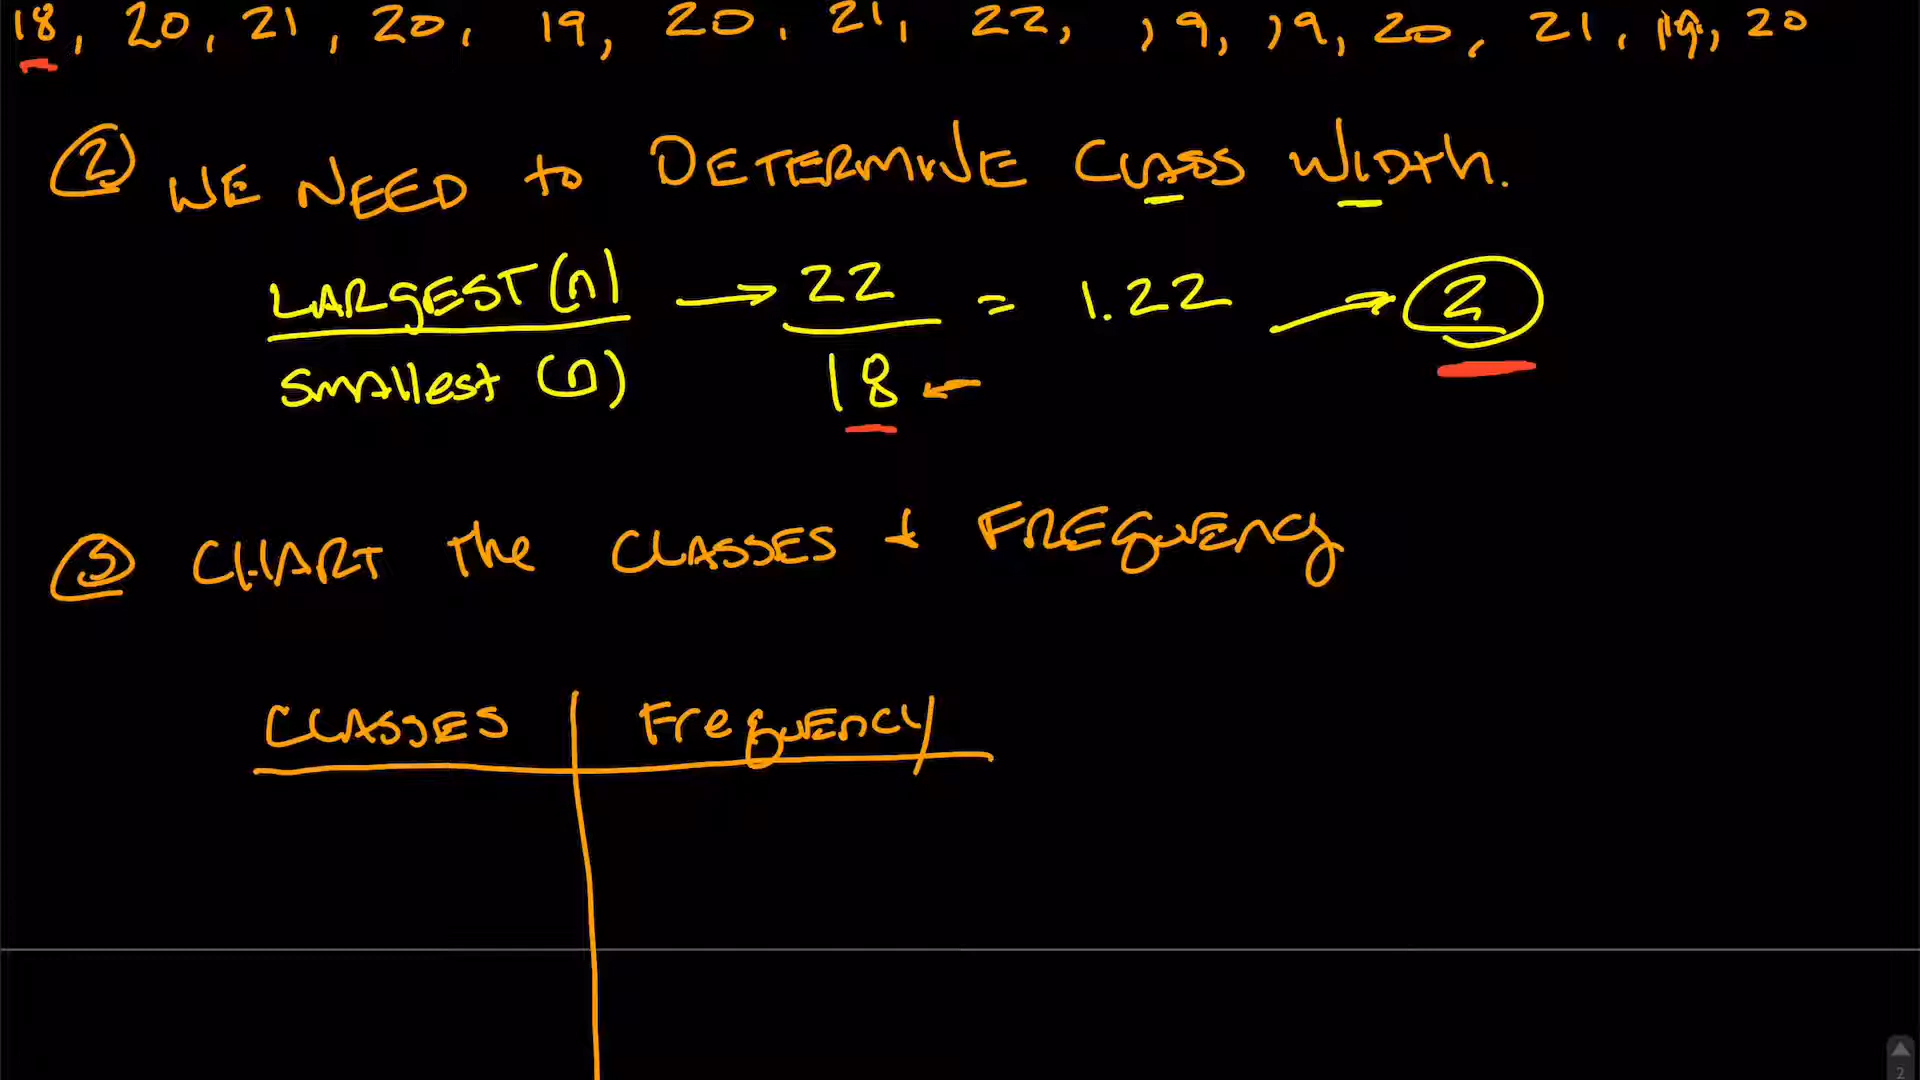 18, 20, 21, 20, 19, 20, 21, 22, 19, 19, 20, 21, 19, 20
② WE NEED to DETERMINE CLASS WIDTH.
LARGEST (n) → 22 = 1.22 → 2
smallest (n) 18 ←
③ CHART the CLASSES + FREQUENCY
CLASSES Frequency
2